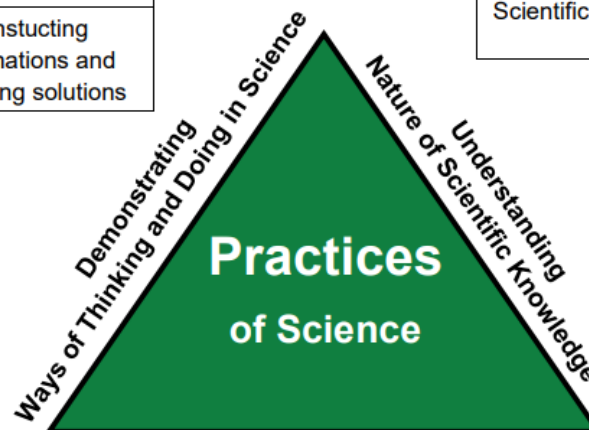 nstucting
nations and
ng solutions
Scientific
Demonstrating
Ways of Thinking and Doing in Science
Understanding
Nature of Scientific Knowledge
Practices
of Science